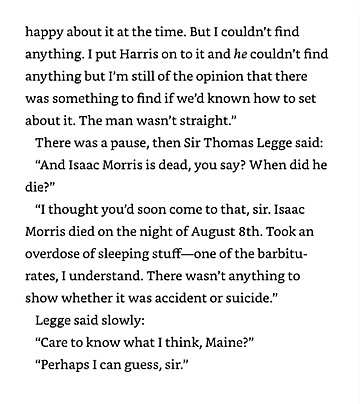 happy about it at the time. But I couldn’t find
anything. I put Harris on to it and he couldn’t find
anything but I’m still of the opinion that there
was something to find if we’d known how to set
about it. The man wasn’t straight.”
There was a pause, then Sir Thomas Legge said:
“And Isaac Morris is dead, you say? When did he
die?”
“I thought you’d soon come to that, sir. Isaac
Morris died on the night of August 8th. Took an
overdose of sleeping stuff—one of the barbitu-
rates, I understand. There wasn’t anything to
show whether it was accident or suicide.”
Legge said slowly:
“Care to know what I think, Maine?”
“Perhaps I can guess, sir.”